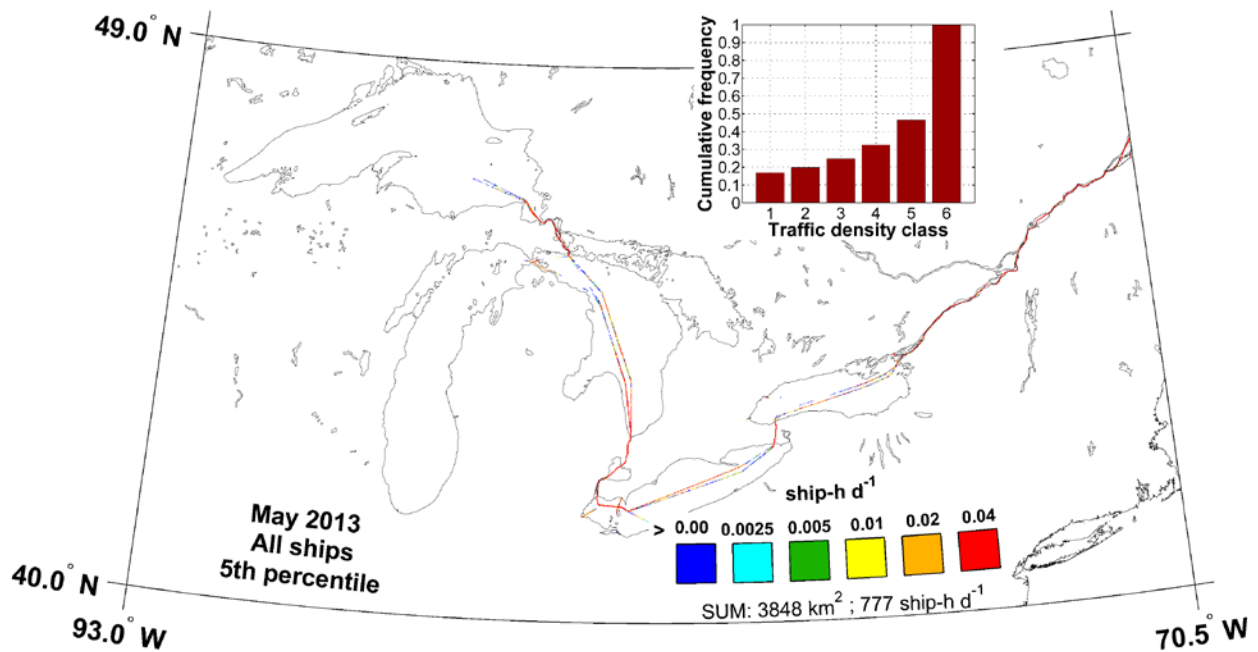 49.0° N
Cumulative frequency
1
0.9
0.8
0.7
0.6
0.5
0.4
0.3
0.2
0.1
0
1 2 3 4 5 6
Traffic density class
ship-h d⁻¹
> 0.00 0.0025 0.005 0.01 0.02 0.04
SUM: 3848 km² ; 777 ship-h d⁻¹
May 2013
All ships
5th percentile
40.0° N
93.0° W
70.5° W